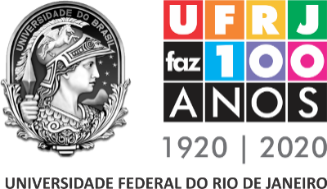 UNIVERSIDADE DO BRASIL
UFRJ
faz 100
ANOS
1920 | 2020
UNIVERSIDADE FEDERAL DO RIO DE JANEIRO